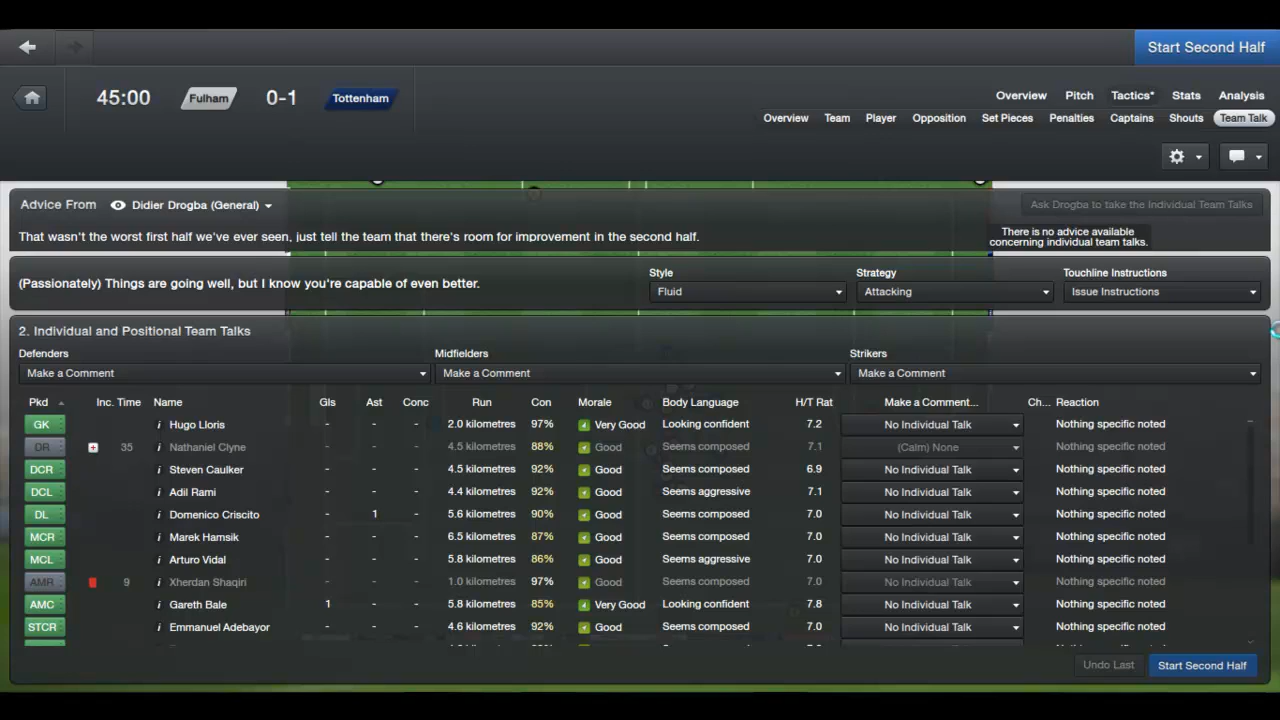 Start Second Half
45:00 Fulham 0-1 Tottenham
Overview Pitch Tactics* Stats Analysis
Overview Team Player Opposition Set Pieces Penalties Captains Shouts Team Talk
Advice From Didier Drogba (General) Ask Drogba to take the Individual Team Talks
That wasn't the worst first half we've ever seen, just tell the team that there's room for improvement in the second half.
There is no advice available
concerning individual team talks.
Style Strategy Touchline Instructions
(Passionately) Things are going well, but I know you're capable of even better.
Fluid Attacking Issue Instructions
2. Individual and Positional Team Talks
Defenders Midfielders Strikers
Make a Comment Make a Comment Make a Comment
Pkd Inc. Time Name Gls Ast Conc Run Con Morale Body Language H/T Rat Make a Comment... Ch... Reaction
GK i Hugo Lloris - - - 2.0 kilometres 97% Very Good Looking confident 7.2 No Individual Talk Nothing specific noted
DR 35 i Nathaniel Clyne - - - 4.5 kilometres 88% Good Seems composed 7.1 (Calm) None Nothing specific noted
DCR i Steven Caulker - - - 4.5 kilometres 92% Good Seems composed 6.9 No Individual Talk Nothing specific noted
DCL i Adil Rami - - - 4.4 kilometres 92% Good Seems aggressive 7.1 No Individual Talk Nothing specific noted
DL i Domenico Criscito - 1 - 5.6 kilometres 90% Good Seems composed 7.0 No Individual Talk Nothing specific noted
MCR i Marek Hamsik - - - 6.5 kilometres 87% Good Seems composed 7.0 No Individual Talk Nothing specific noted
MCL i Arturo Vidal - - - 5.8 kilometres 86% Good Seems aggressive 7.0 No Individual Talk Nothing specific noted
AMR 9 i Xherdan Shaqiri - - - 1.0 kilometres 97% Good Seems composed 7.0 No Individual Talk Nothing specific noted
AMC i Gareth Bale 1 - - 5.8 kilometres 85% Very Good Looking confident 7.8 No Individual Talk Nothing specific noted
STCR i Emmanuel Adebayor - - - 4.6 kilometres 92% Good Seems composed 7.0 No Individual Talk Nothing specific noted
Undo Last Start Second Half